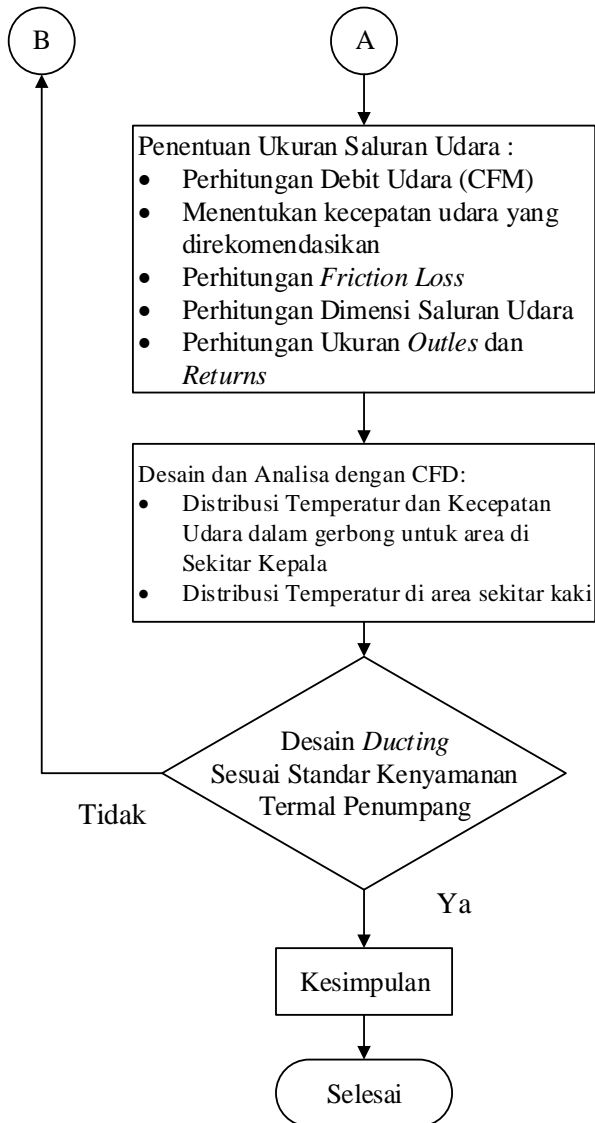 B
A
Penentuan Ukuran Saluran Udara :
• Perhitungan Debit Udara (CFM)
• Menentukan kecepatan udara yang
direkomendasikan
• Perhitungan Friction Loss
• Perhitungan Dimensi Saluran Udara
• Perhitungan Ukuran Outles dan
Returns
Desain dan Analisa dengan CFD:
• Distribusi Temperatur dan Kecepatan
Udara dalam gerbong untuk area di
Sekitar Kepala
• Distribusi Temperatur di area sekitar kaki
Desain Ducting
Sesuai Standar Kenyamanan
Termal Penumpang
Tidak
Ya
Kesimpulan
Selesai